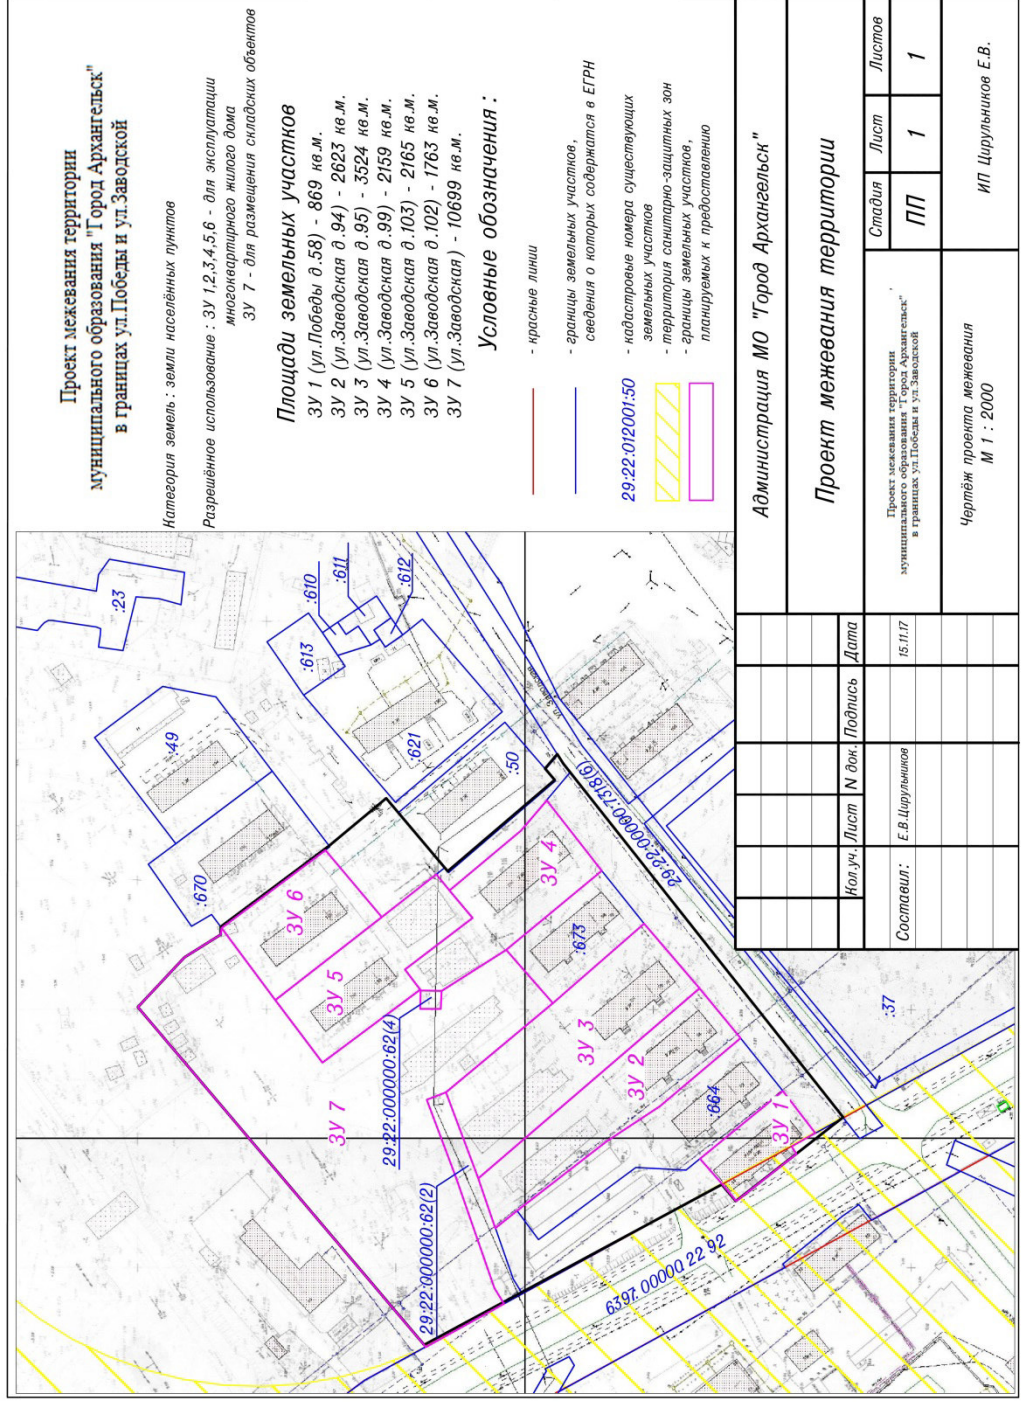 Проект межевания территории
муниципального образования "Город Архангельск"
в границах ул.Победы и ул.Заводской
Категория земель : земли населённых пунктов
Разрешённое использование : ЗУ 1,2,3,4,5,6 - для эксплуатации
многоквартирного жилого дома
ЗУ 7 - для размещения складских объектов
Площади земельных участков
ЗУ 1 (ул.Победы д.58) - 869 кв.м.
ЗУ 2 (ул.Заводская д.94) - 2623 кв.м.
ЗУ 3 (ул.Заводская д.95) - 3524 кв.м.
ЗУ 4 (ул.Заводская д.99) - 2159 кв.м.
ЗУ 5 (ул.Заводская д.103) - 2165 кв.м.
ЗУ 6 (ул.Заводская д.102) - 1763 кв.м.
ЗУ 7 (ул.Заводская ) - 10699 кв.м.
Условные обозначения :
- красные линии
- границы земельных участков,
сведения о которых содержатся в ЕГРН
29:22:012001:50
- кадастровые номера существующих
земельных участков
- территория санитарно-защитных зон
- границы земельных участков,
планируемых к предоставлению
:23
:49
:670
:613
:610
:611
:612
:621
:50
ЗУ 6
ЗУ 5
ЗУ 4
:673
ЗУ 3
ЗУ 2
:664
ЗУ 1
ЗУ 7
29:22:000000:62(4)
29:22:000000:62(2)
29:22:000000:7318(6)
ул. Заводская
:37
6397.00000 22 92
Администрация МО "Город Архангельск"
Проект межевания территории
Кол.уч.
Лист
N док.
Подпись
Дата
Составил:
Е.В.Цирульников
15.11.17
Проект межевания территории
муниципального образования "Город Архангельск"
в границах ул.Победы и ул.Заводской
Стадия
Лист
Листов
ПП
1
1
Чертёж проекта межевания
М 1 : 2000
ИП Цирульников Е.В.